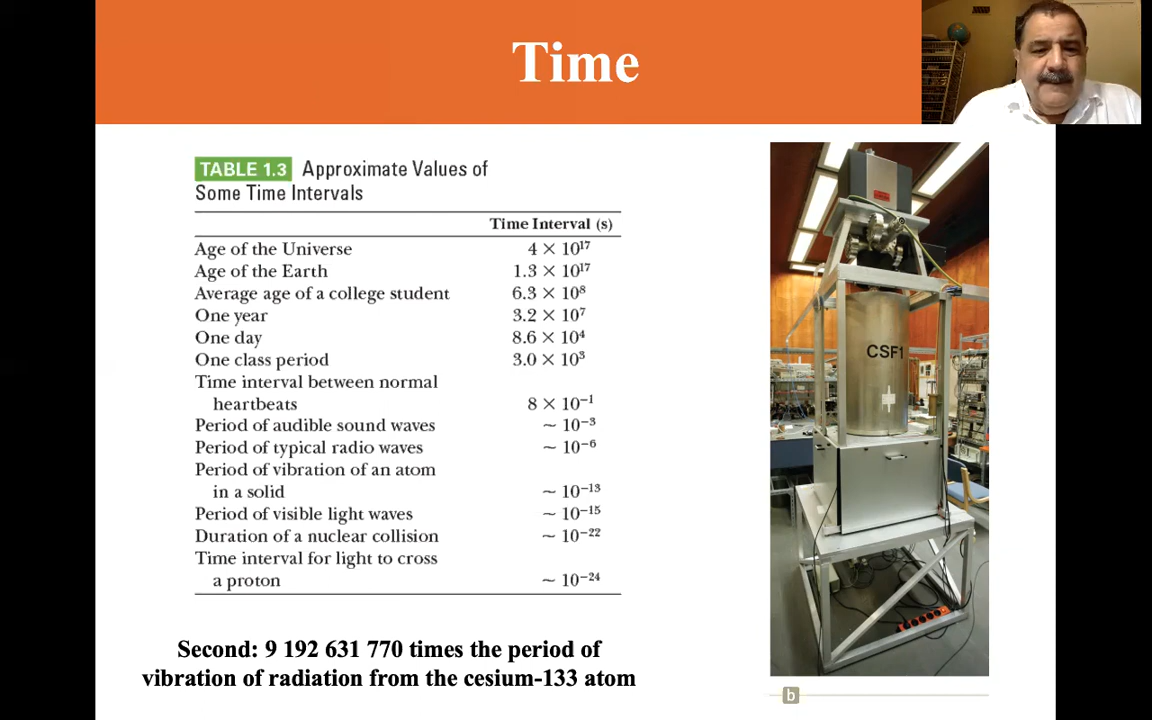 Time
TABLE 1.3 Approximate Values of
Some Time Intervals
Time Interval (s)
Age of the Universe 4 × 10¹⁷
Age of the Earth 1.3 × 10¹⁷
Average age of a college student 6.3 × 10⁸
One year 3.2 × 10⁷
One day 8.6 × 10⁴
One class period 3.0 × 10³
Time interval between normal
heartbeats 8 × 10⁻¹
Period of audible sound waves ~ 10⁻³
Period of typical radio waves ~ 10⁻⁶
Period of vibration of an atom
in a solid ~ 10⁻¹³
Period of visible light waves ~ 10⁻¹⁵
Duration of a nuclear collision ~ 10⁻²²
Time interval for light to cross
a proton ~ 10⁻²⁴
Second: 9 192 631 770 times the period of
vibration of radiation from the cesium-133 atom
CSF1
b